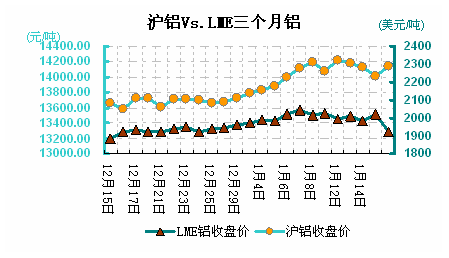 沪铝Vs.LME三个月铝
(元/吨)
(美元/吨)
14400.00
14200.00
14000.00
13800.00
13600.00
13400.00
13200.00
13000.00
2400
2300
2200
2100
2000
1900
1800
12月15日
12月17日
12月21日
12月23日
12月25日
12月29日
1月4日
1月6日
1月8日
1月12日
1月14日
LME铝收盘价
沪铝收盘价